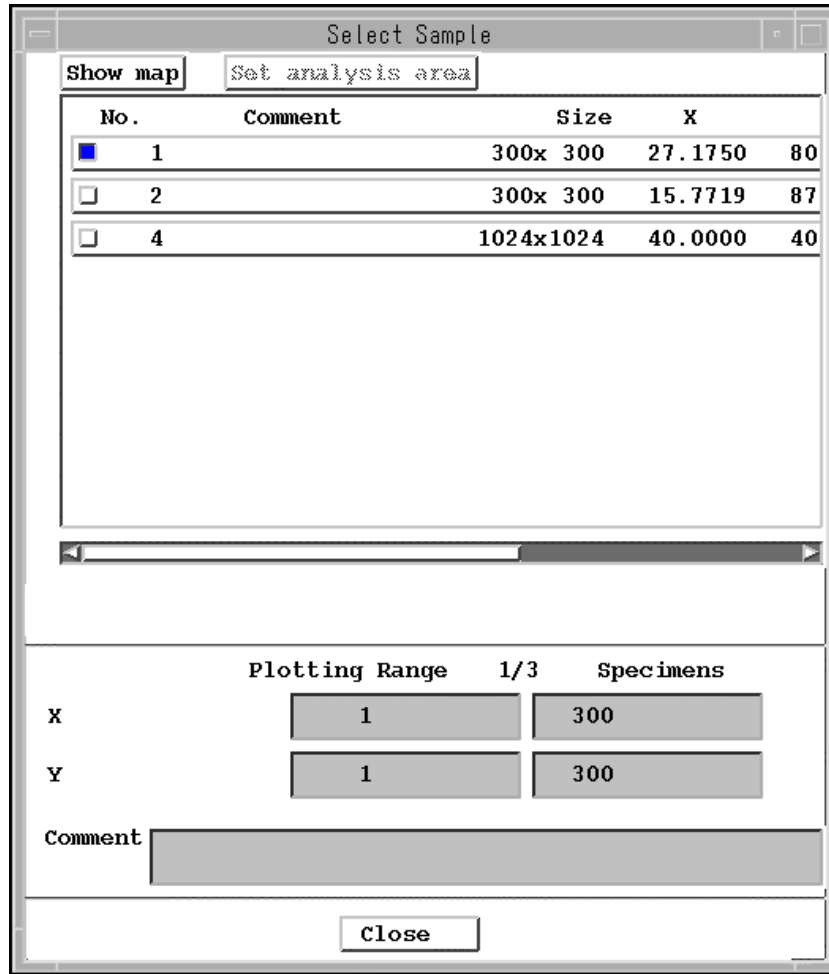 Select Sample
Show map Set analysis area
No. Comment Size X
1 300x 300 27.1750 80
2 300x 300 15.7719 87
4 1024x1024 40.0000 40
Plotting Range 1/3 Specimens
X 1 300
Y 1 300
Comment
Close